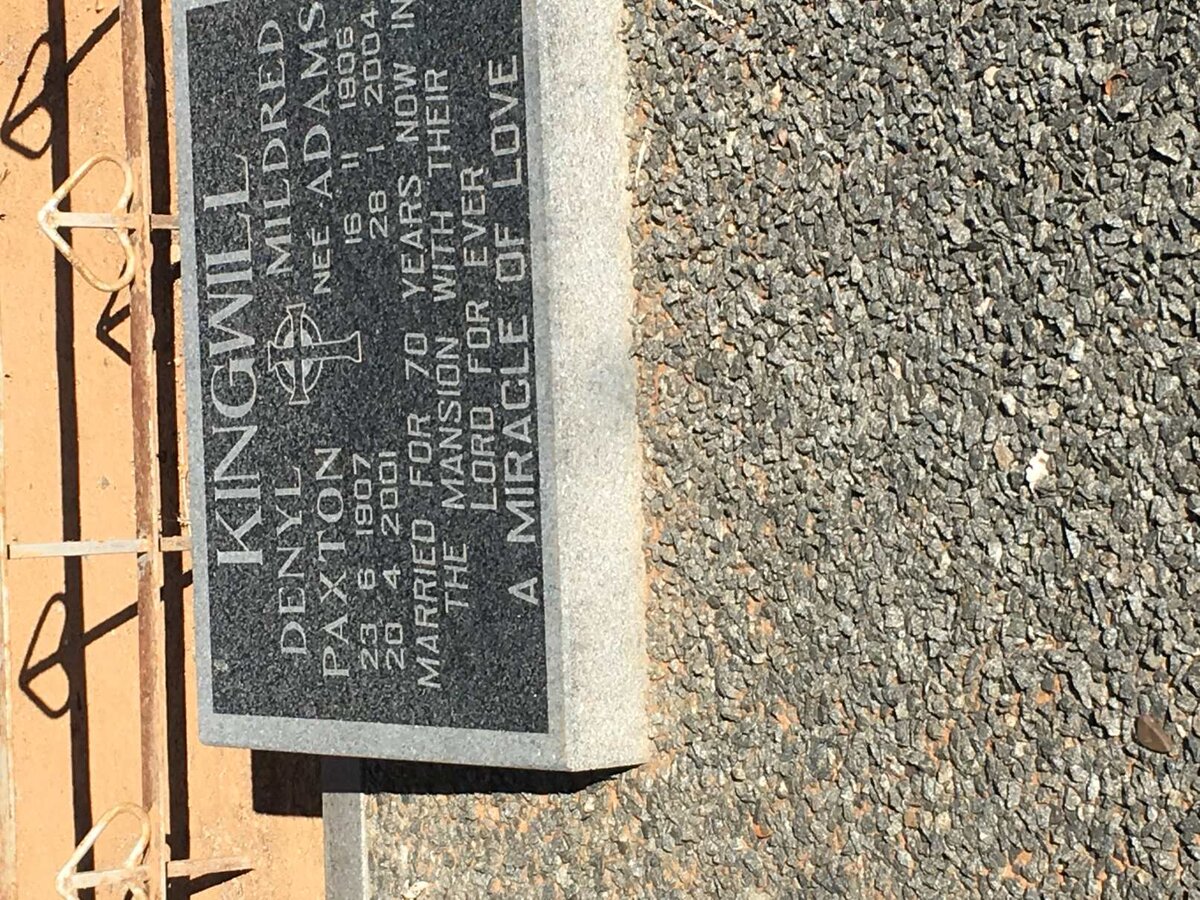 KINGWILL
DENYL MILDRED
PAXTON NEE ADAMS
23 6 1907 16 11 1906
20 4 2001 28 1 2004
MARRIED FOR 70 YEARS NOW IN
THE MANSION WITH THEIR
LORD FOR EVER
A MIRACLE OF LOVE